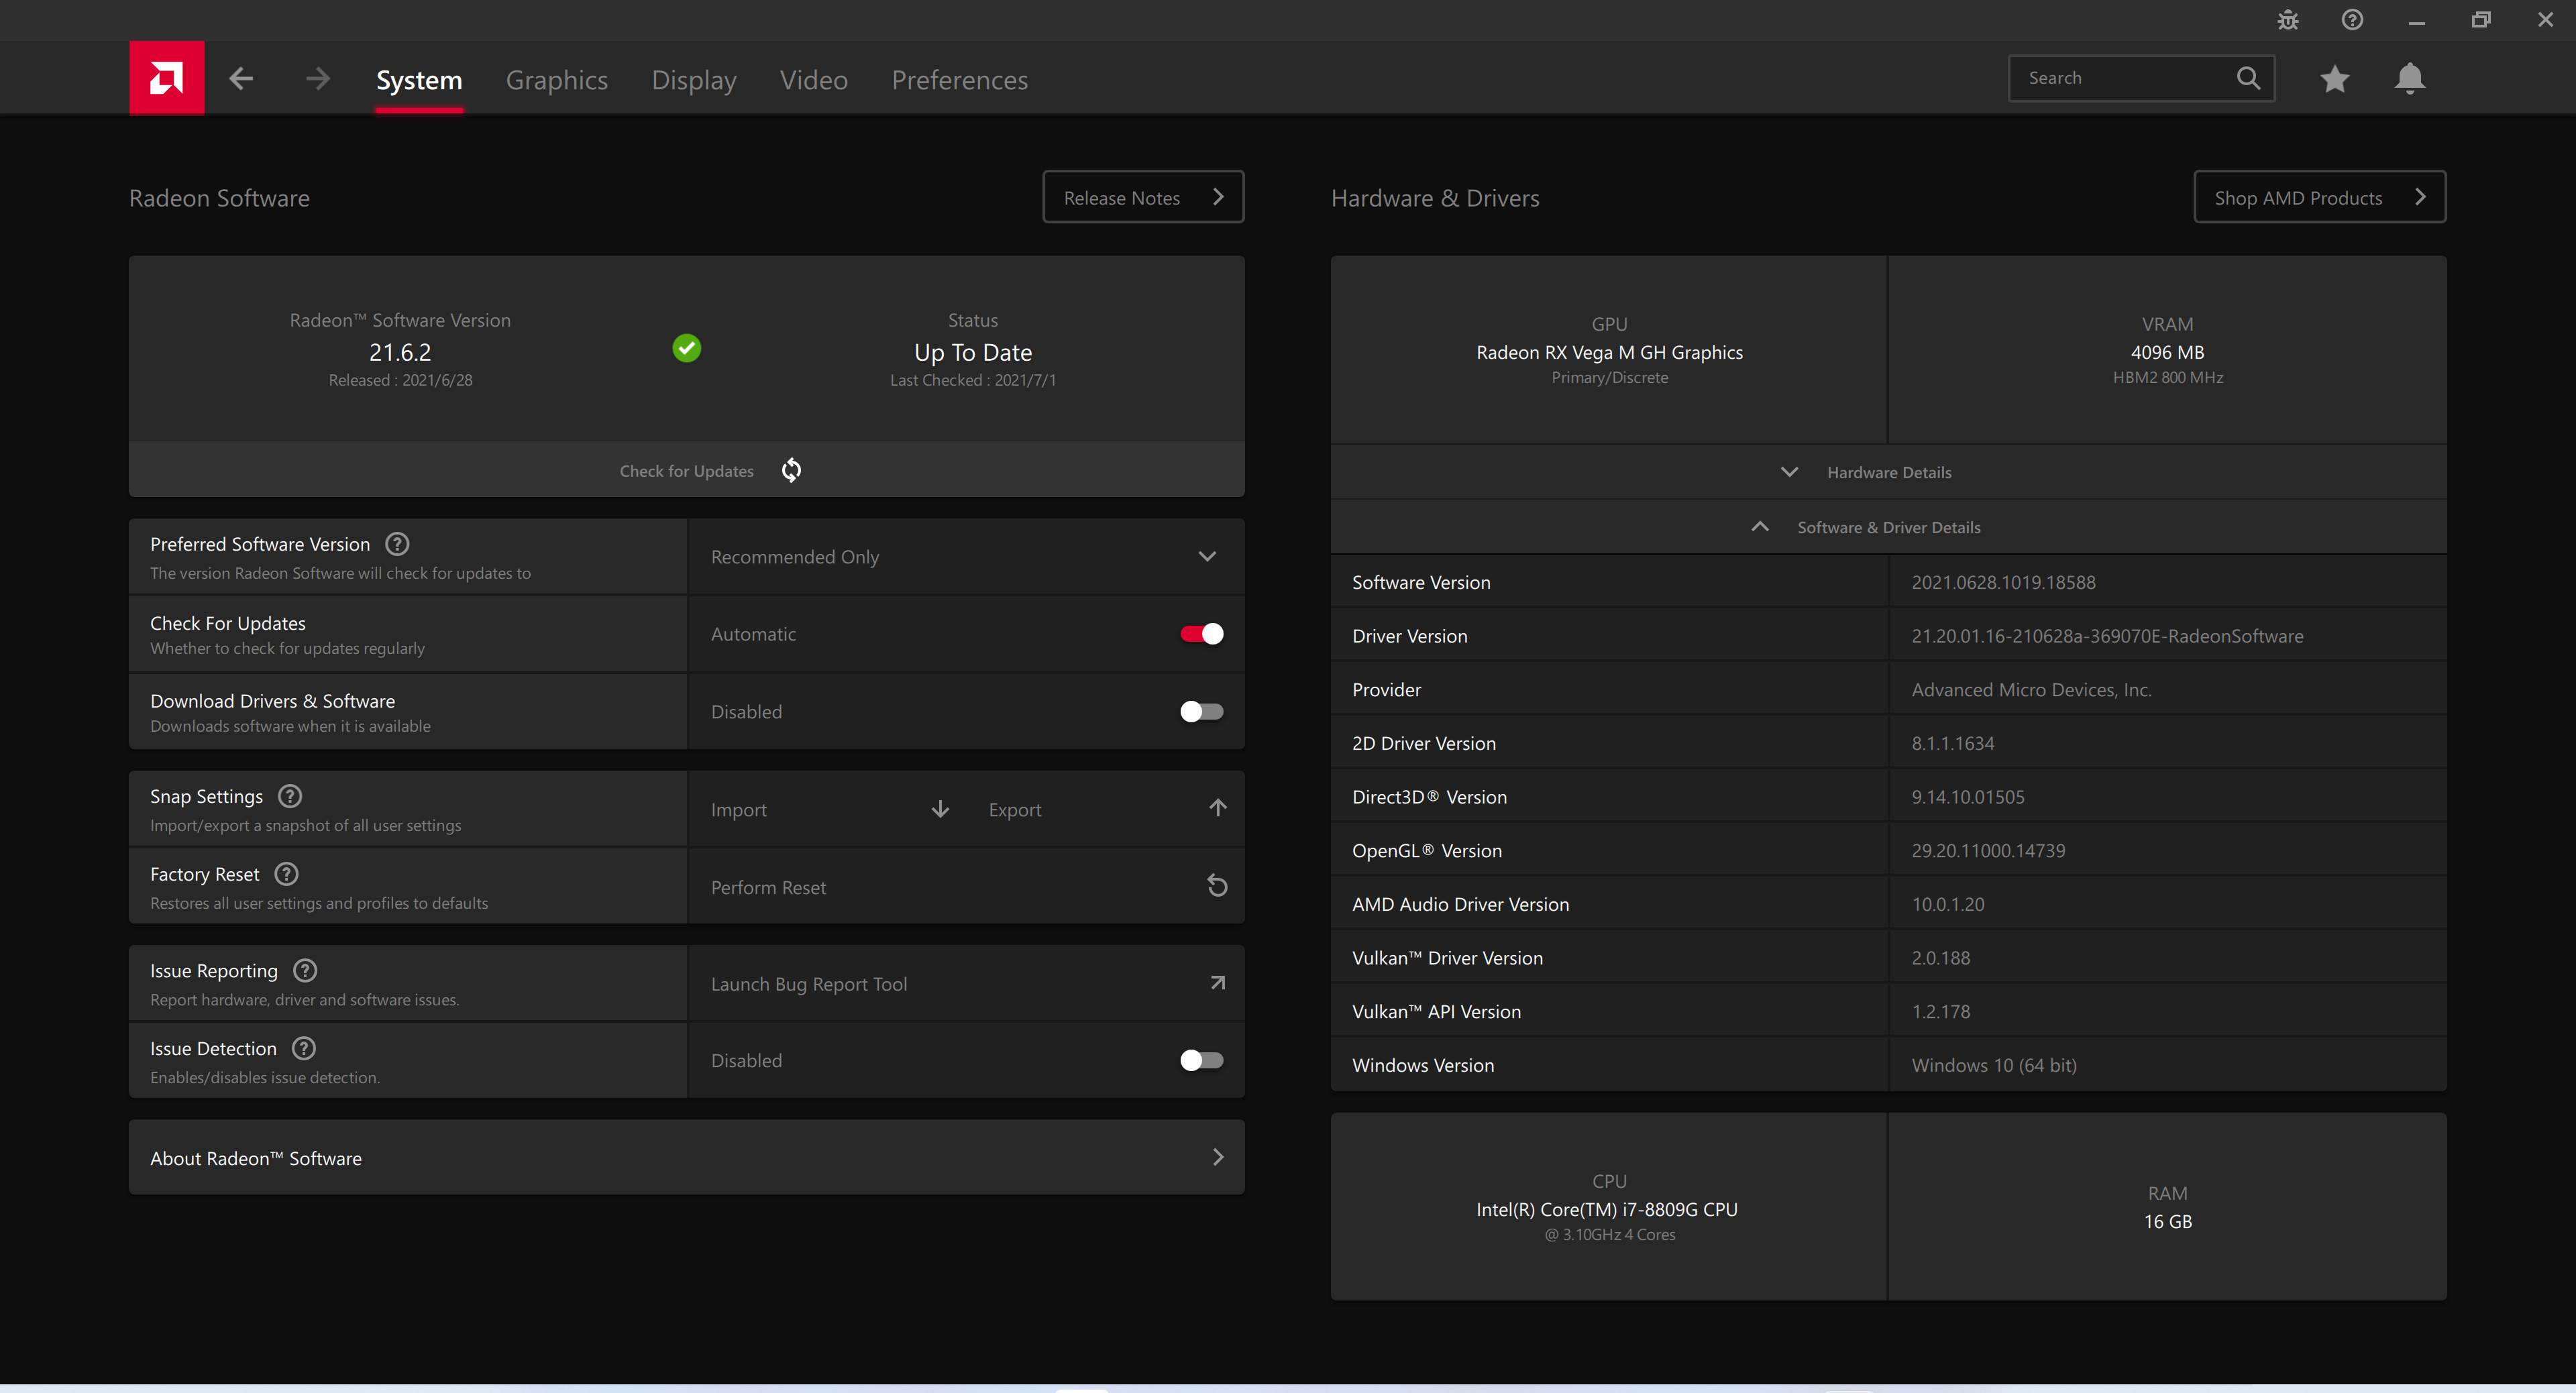 System
Graphics
Display
Video
Preferences
Search
Radeon Software
Release Notes
Radeon™ Software Version
21.6.2
Released : 2021/6/28
Status
Up To Date
Last Checked : 2021/7/1
Check for Updates
Preferred Software Version
The version Radeon Software will check for updates to
Recommended Only
Check For Updates
Whether to check for updates regularly
Automatic
Download Drivers & Software
Downloads software when it is available
Disabled
Snap Settings
Import/export a snapshot of all user settings
Import
Export
Factory Reset
Restores all user settings and profiles to defaults
Perform Reset
Issue Reporting
Report hardware, driver and software issues.
Launch Bug Report Tool
Issue Detection
Enables/disables issue detection.
Disabled
About Radeon™ Software
Hardware & Drivers
Shop AMD Products
GPU
Radeon RX Vega M GH Graphics
Primary/Discrete
VRAM
4096 MB
HBM2 800 MHz
Hardware Details
Software & Driver Details
Software Version
2021.0628.1019.18588
Driver Version
21.20.01.16-210628a-369070E-RadeonSoftware
Provider
Advanced Micro Devices, Inc.
2D Driver Version
8.1.1.1634
Direct3D® Version
9.14.10.01505
OpenGL® Version
29.20.11000.14739
AMD Audio Driver Version
10.0.1.20
Vulkan™ Driver Version
2.0.188
Vulkan™ API Version
1.2.178
Windows Version
Windows 10 (64 bit)
CPU
Intel(R) Core(TM) i7-8809G CPU
@ 3.10GHz 4 Cores
RAM
16 GB